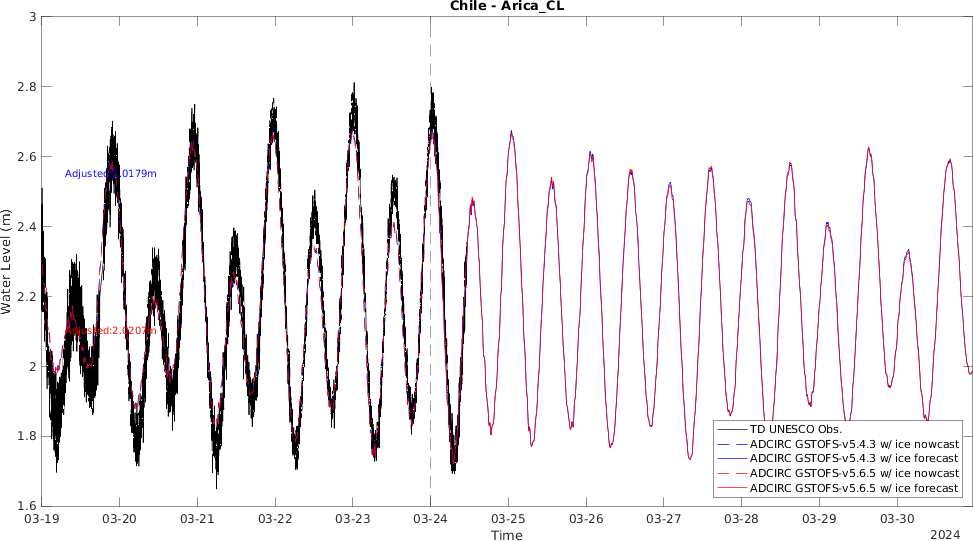 Chile - Arica_CL
3
2.8
2.6
2.4
2.2
2
1.8
1.6
Water Level (m)
Adjusted:2.0179m
Adjusted:2.0207m
TD UNESCO Obs.
ADCIRC GSTOFS-v5.4.3 w/ ice nowcast
ADCIRC GSTOFS-v5.4.3 w/ ice forecast
ADCIRC GSTOFS-v5.6.5 w/ ice nowcast
ADCIRC GSTOFS-v5.6.5 w/ ice forecast
03-19 03-20 03-21 03-22 03-23 03-24 03-25 03-26 03-27 03-28 03-29 03-30
Time
2024